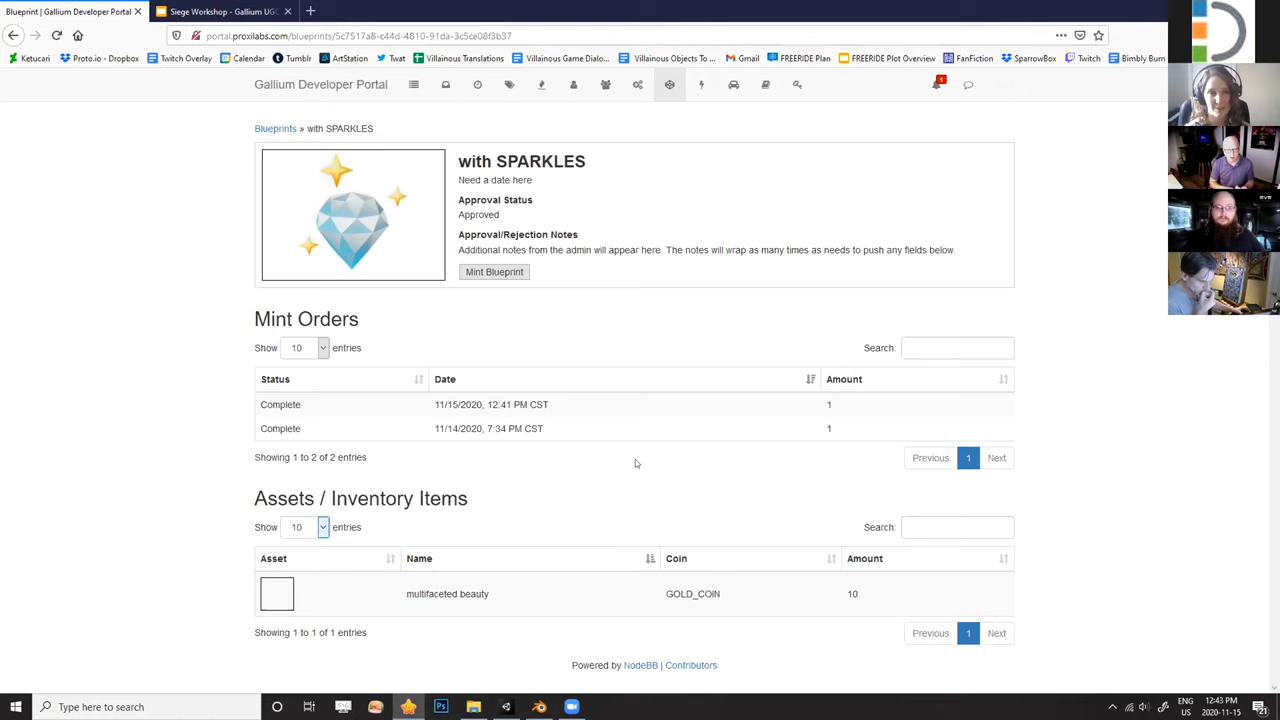 Blueprint | Gallium Developer Portal
Siege Workshop - Gallium UGC
portal.proxilabs.com/blueprints/5c7517a8-c44d-4810-91da-3c5ce08f3b37
Ketucari
Proto.io - Dropbox
Twitch Overlay
Calendar
Tumblr
ArtStation
Twat
Villainous Translations
Villainous Game Dialo...
Villainous Objects To ...
Gmail
FREERIDE Plan
FREERIDE Plot Overview
FanFiction
SparrowBox
Twitch
Bimbly Burn
Gallium Developer Portal
1
Blueprints » with SPARKLES
with SPARKLES
Need a date here
Approval Status
Approved
Approval/Rejection Notes
Additional notes from the admin will appear here. The notes will wrap as many times as needs to push any fields below.
Mint Blueprint
Mint Orders
Show 10 entries
Search:
Status Date Amount
Complete 11/15/2020, 12:41 PM CST 1
Complete 11/14/2020, 7:34 PM CST 1
Showing 1 to 2 of 2 entries
Previous 1 Next
Assets / Inventory Items
Show 10 entries
Search:
Asset Name Coin Amount
multifaceted beauty GOLD_COIN 10
Showing 1 to 1 of 1 entries
Previous 1 Next
Powered by NodeBB | Contributors
Type here to search
ENG
US
12:43 PM
2020-11-15
21